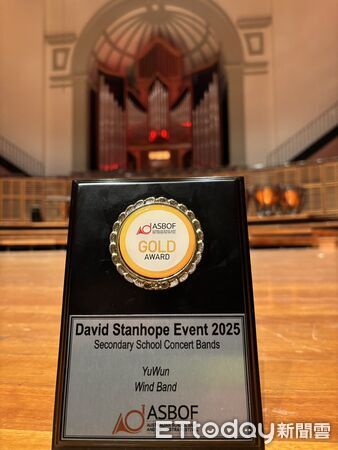 ASBOF
GOLD
AWARD
David Stanhope Event 2025
Secondary School Concert Bands
YuWun
Wind Band
ASBOF
ETtoday新聞雲